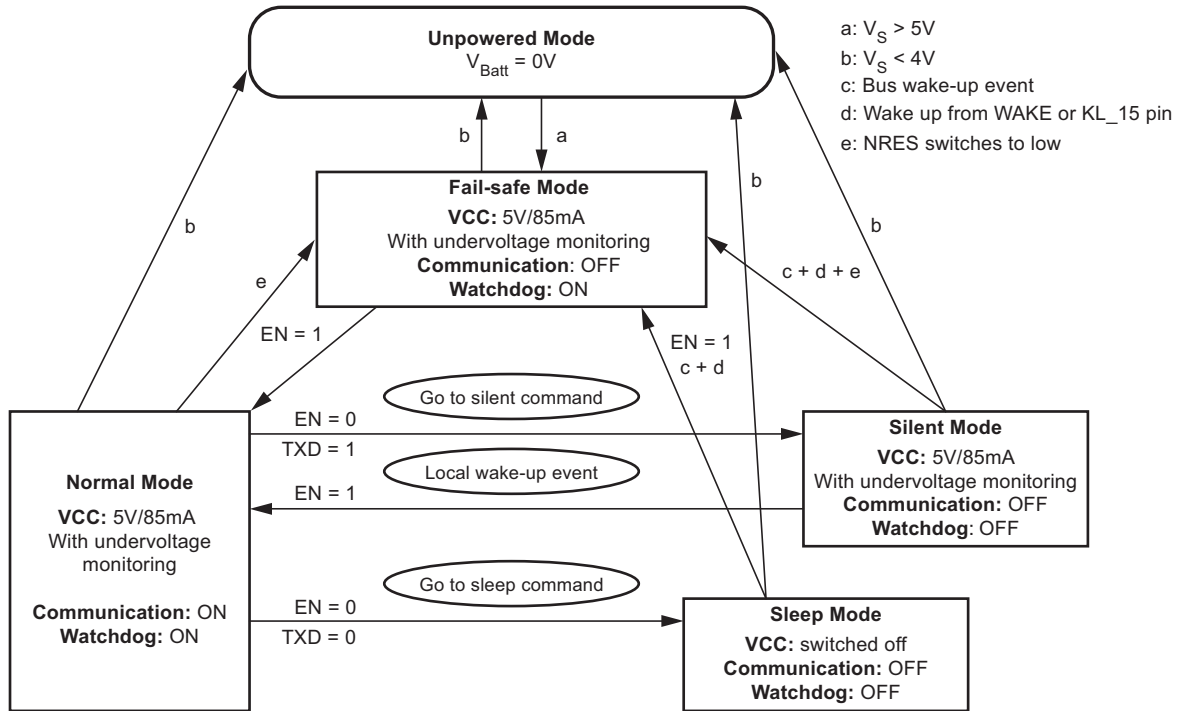 Unpowered Mode
V_Batt = 0V
a: V_S > 5V
b: V_S < 4V
c: Bus wake-up event
d: Wake up from WAKE or KL_15 pin
e: NRES switches to low
b
a
b
b
b
Fail-safe Mode
VCC: 5V/85mA
With undervoltage monitoring
Communication: OFF
Watchdog: ON
e
c + d + e
EN = 1
EN = 1
c + d
Go to silent command
EN = 0
TXD = 1
Local wake-up event
EN = 1
Normal Mode
VCC: 5V/85mA
With undervoltage
monitoring
Communication: ON
Watchdog: ON
Silent Mode
VCC: 5V/85mA
With undervoltage monitoring
Communication: OFF
Watchdog: OFF
Go to sleep command
EN = 0
TXD = 0
Sleep Mode
VCC: switched off
Communication: OFF
Watchdog: OFF